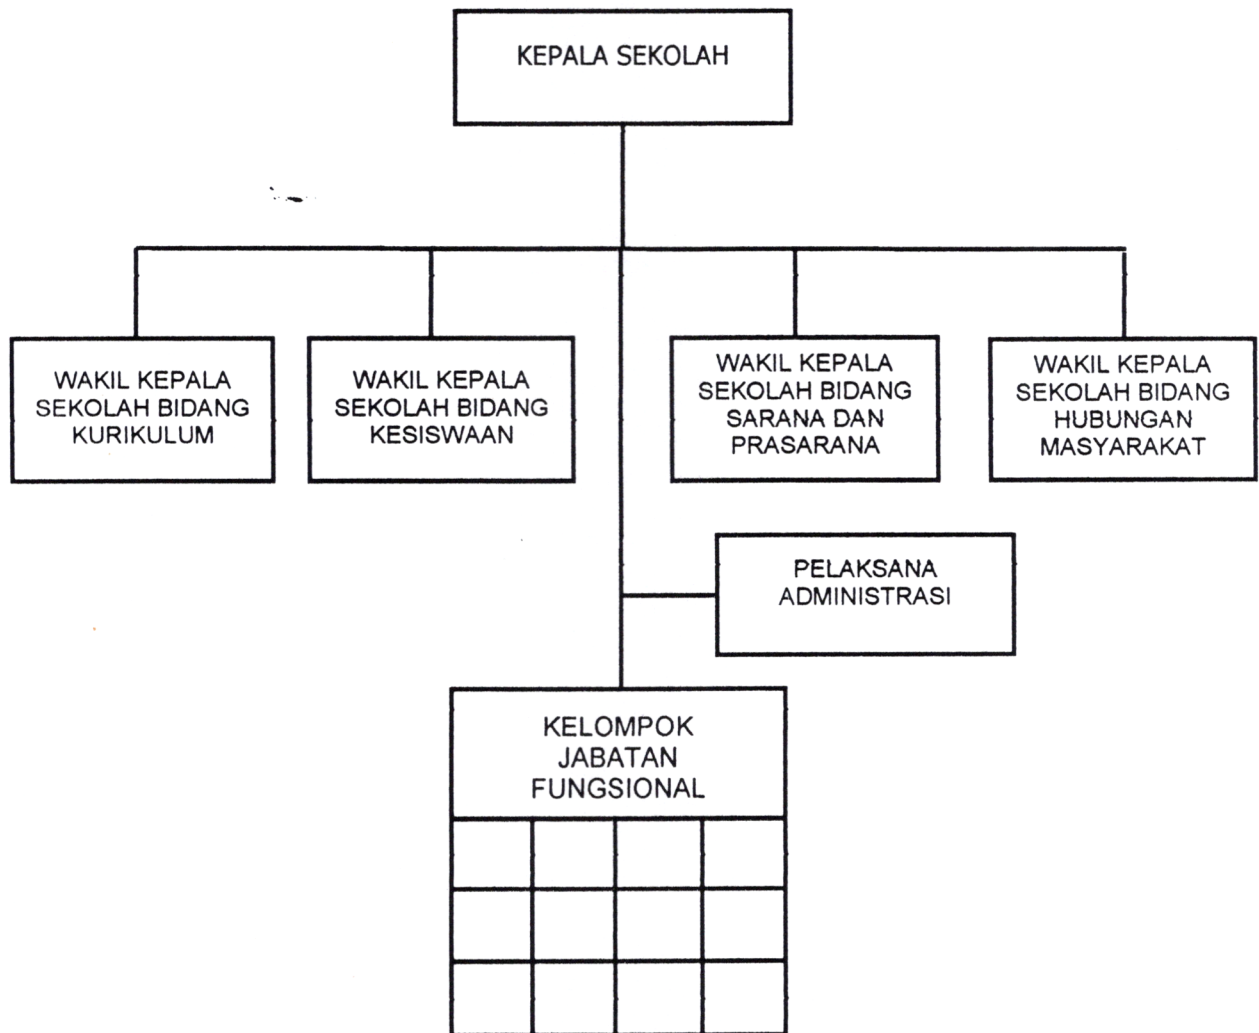 KEPALA SEKOLAH
WAKIL KEPALA
SEKOLAH BIDANG
KURIKULUM
WAKIL KEPALA
SEKOLAH BIDANG
KESISWAAN
WAKIL KEPALA
SEKOLAH BIDANG
SARANA DAN
PRASARANA
WAKIL KEPALA
SEKOLAH BIDANG
HUBUNGAN
MASYARAKAT
PELAKSANA
ADMINISTRASI
KELOMPOK
JABATAN
FUNGSIONAL